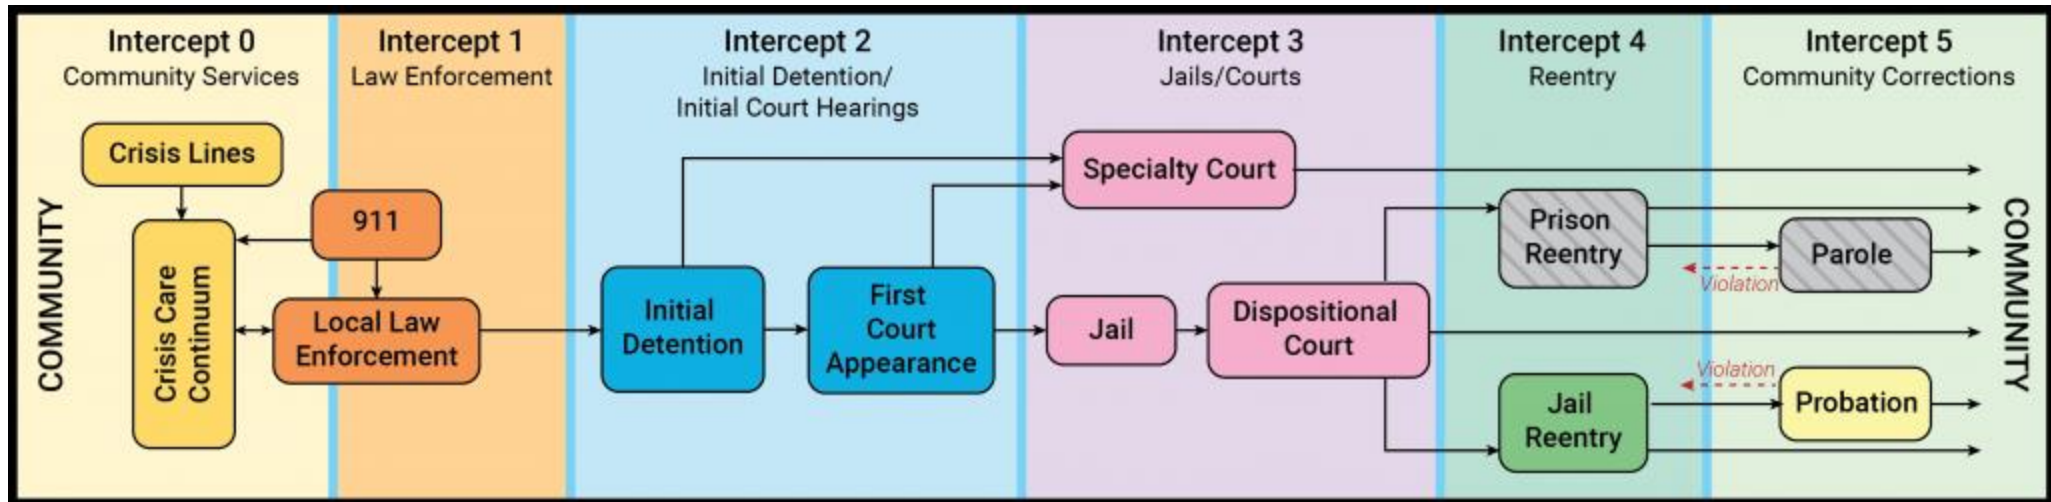 Intercept 0
Community Services
Intercept 1
Law Enforcement
Intercept 2
Initial Detention/
Initial Court Hearings
Intercept 3
Jails/Courts
Intercept 4
Reentry
Intercept 5
Community Corrections
COMMUNITY
Crisis Lines
Crisis Care
Continuum
911
Local Law
Enforcement
Initial
Detention
First
Court
Appearance
Specialty Court
Jail
Dispositional
Court
Prison
Reentry
Parole
Violation
Jail
Reentry
Violation
Probation
COMMUNITY